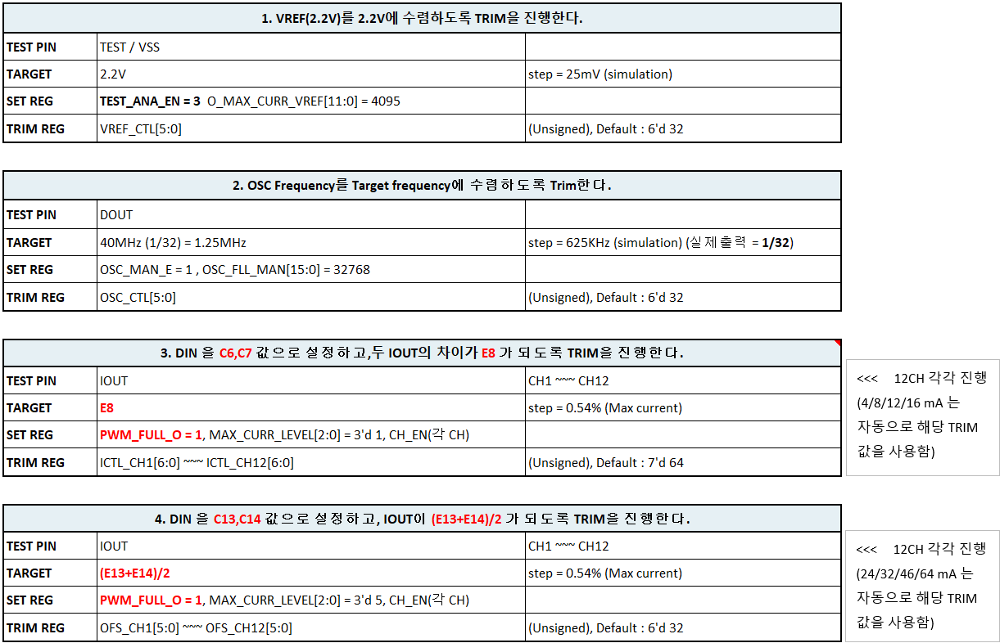 1. VREF(2.2V)를 2.2V에 수렴하도록 TRIM을 진행한다.
TEST PIN TEST / VSS
TARGET 2.2V step = 25mV (simulation)
SET REG TEST_ANA_EN = 3 O_MAX_CURR_VREF[11:0] = 4095
TRIM REG VREF_CTL[5:0] (Unsigned), Default : 6'd 32
2. OSC Frequency를 Target frequency에 수렴하도록 Trim한다.
TEST PIN DOUT
TARGET 40MHz (1/32) = 1.25MHz step = 625KHz (simulation) (실제출력 = 1/32)
SET REG OSC_MAN_E = 1 , OSC_FLL_MAN[15:0] = 32768
TRIM REG OSC_CTL[5:0] (Unsigned), Default : 6'd 32
3. DIN 을 C6,C7 값으로 설정하고,두 IOUT의 차이가 E8 가 되도록 TRIM을 진행한다.
TEST PIN IOUT CH1 ~~~ CH12
TARGET E8 step = 0.54% (Max current)
SET REG PWM_FULL_O = 1, MAX_CURR_LEVEL[2:0] = 3'd 1, CH_EN(각 CH)
TRIM REG ICTL_CH1[6:0] ~~~ ICTL_CH12[6:0] (Unsigned), Default : 7'd 64
<<< 12CH 각각 진행
(4/8/12/16 mA 는
자동으로 해당 TRIM
값을 사용함)
4. DIN 을 C13,C14 값으로 설정하고, IOUT이 (E13+E14)/2 가 되도록 TRIM을 진행한다.
TEST PIN IOUT CH1 ~~~ CH12
TARGET (E13+E14)/2 step = 0.54% (Max current)
SET REG PWM_FULL_O = 1, MAX_CURR_LEVEL[2:0] = 3'd 5, CH_EN(각 CH)
TRIM REG OFS_CH1[5:0] ~~~ OFS_CH12[5:0] (Unsigned), Default : 6'd 32
<<< 12CH 각각 진행
(24/32/46/64 mA 는
자동으로 해당 TRIM
값을 사용함)